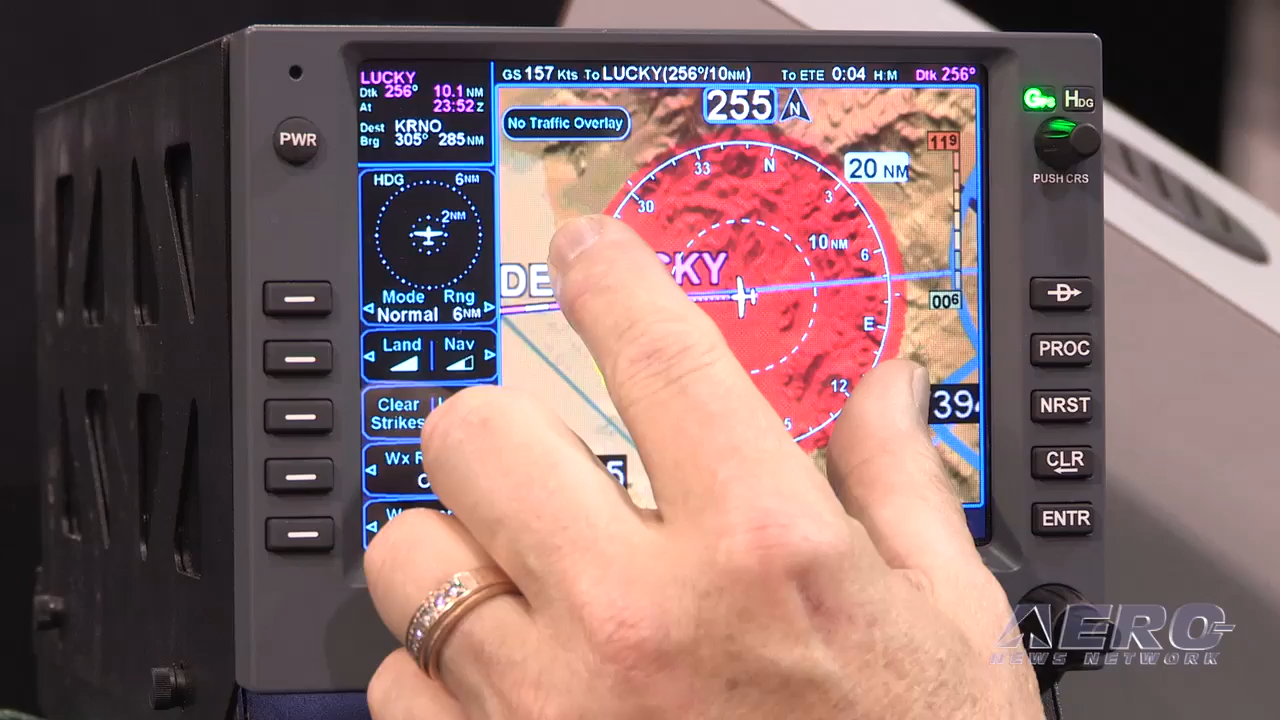 LUCKY
Dtk 256° 10.1 NM
At 23:52 Z
Dest KRNO
Brg 305° 285 NM
GS 157 Kts To LUCKY(256°/10NM) To ETE 0:04 H:M Dtk 256°
No Traffic Overlay
255
N
20 NM
119
HDG 6NM
2NM
Mode Rng
Normal 6NM
Land Nav
Clear
Strikes
33 N 3
30 10 NM 6
E
12
CKY
DE
006
394
5
PWR
Gps HDG
PUSH CRS
D
PROC
NRST
CLR
ENTR
AERO
NEWS NETWORK